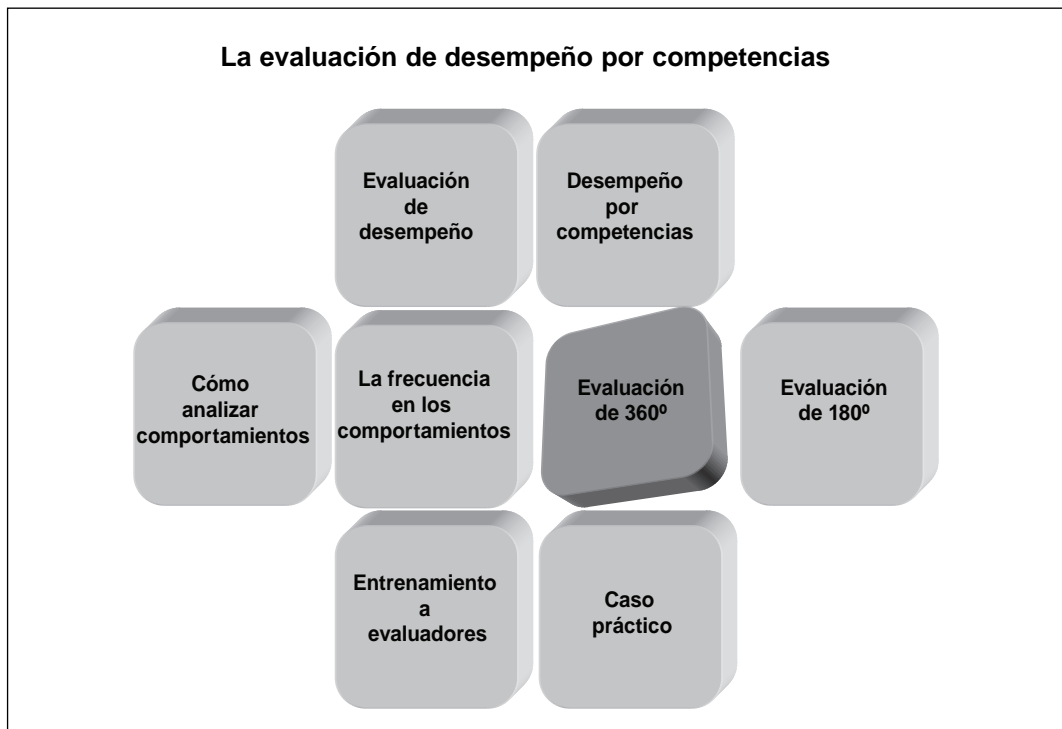 La evaluación de desempeño por competencias
Evaluación
de
desempeño
Desempeño
por
competencias
Cómo
analizar
comportamientos
La frecuencia
en los
comportamientos
Evaluación
de 360º
Evaluación
de 180º
Entrenamiento
a
evaluadores
Caso
práctico